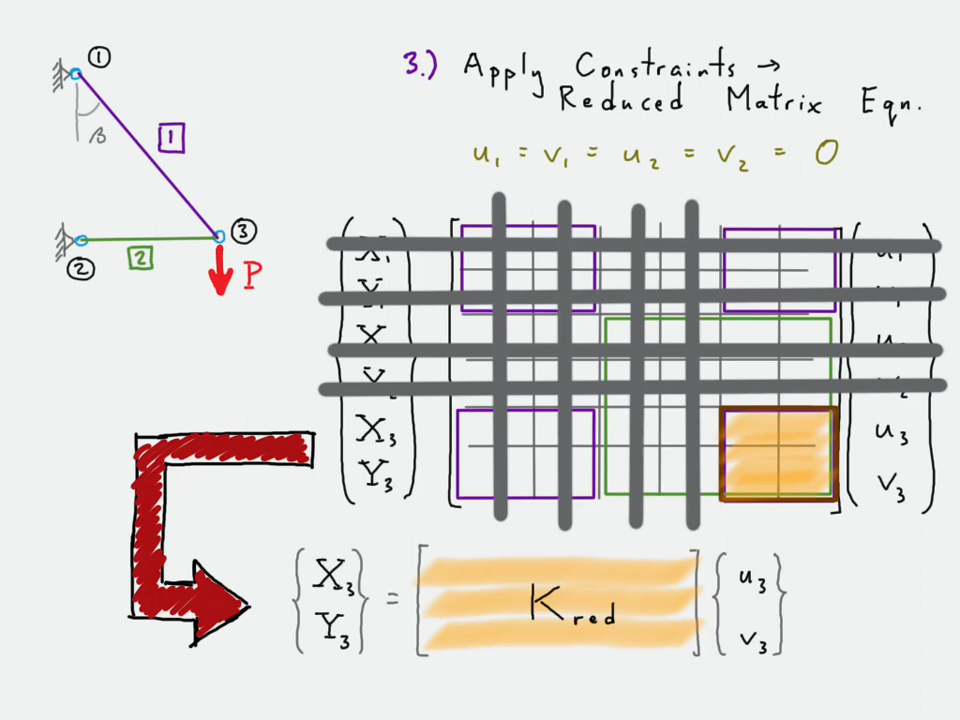 ①
3.) Apply Constraints →
Reduced Matrix Eqn.
β
1
u₁ = v₁ = u₂ = v₂ = 0
③
2
②
P
X₃
Y₃
u₃
v₃
X₃
Y₃
=
K red
u₃
v₃